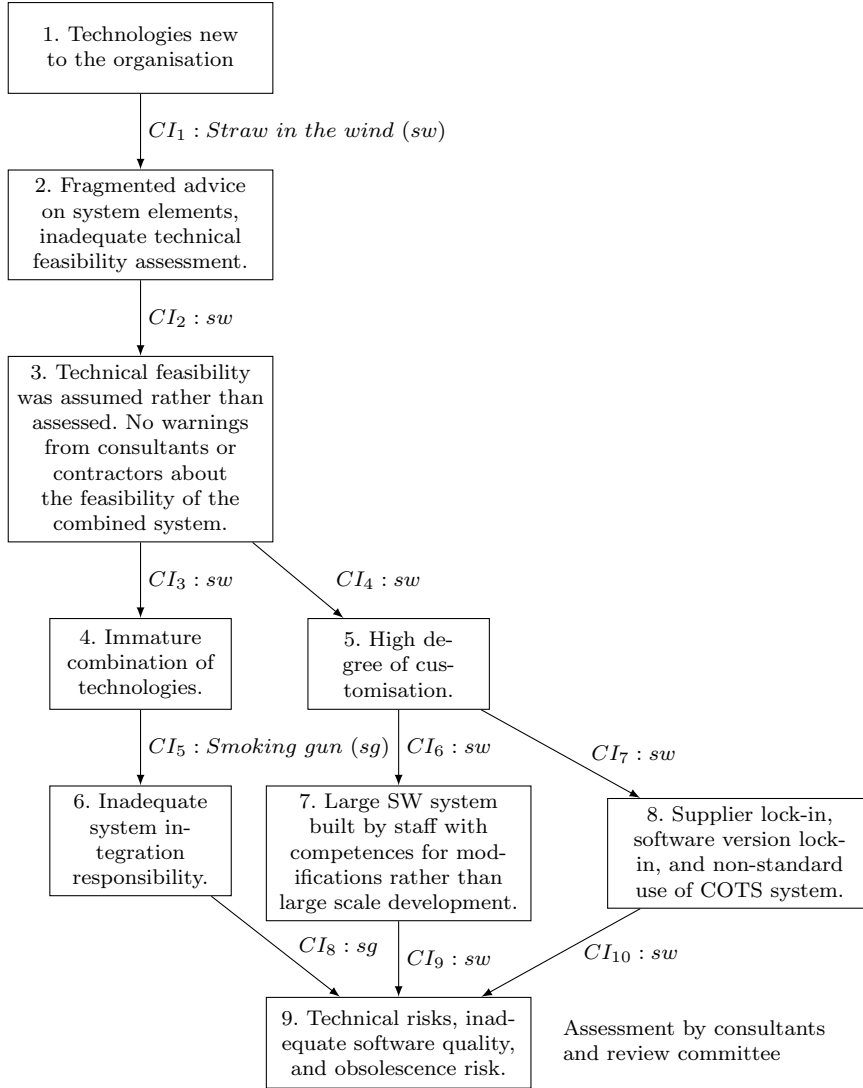 1. Technologies new
to the organisation
CI₁ : Straw in the wind (sw)
2. Fragmented advice
on system elements,
inadequate technical
feasibility assessment.
CI₂ : sw
3. Technical feasibility
was assumed rather than
assessed. No warnings
from consultants or
contractors about
the feasibility of the
combined system.
CI₃ : sw
CI₄ : sw
4. Immature
combination of
technologies.
5. High de-
gree of cus-
tomisation.
CI₅ : Smoking gun (sg)
CI₆ : sw
CI₇ : sw
6. Inadequate
system in-
tegration
responsibility.
7. Large SW system
built by staff with
competences for mod-
ifications rather than
large scale development.
8. Supplier lock-in,
software version lock-
in, and non-standard
use of COTS system.
CI₈ : sg
CI₉ : sw
CI₁₀ : sw
9. Technical risks, inad-
equate software quality,
and obsolescence risk.
Assessment by consultants
and review committee